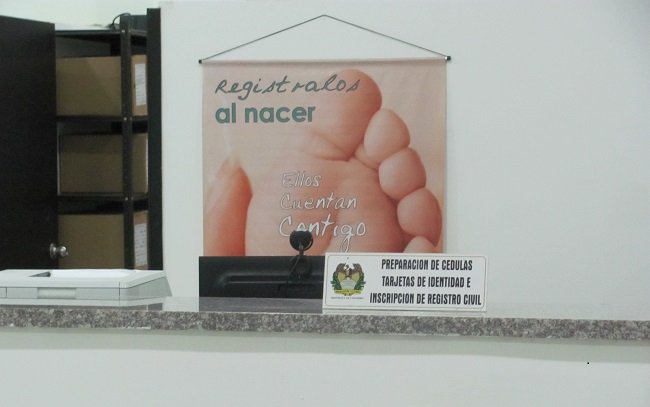 Registralos
al nacer
Ellos
Cuentan
Contigo
PREPARACION DE CEDULAS
TARJETAS DE IDENTIDAD E
INSCRIPCION DE REGISTRO CIVIL